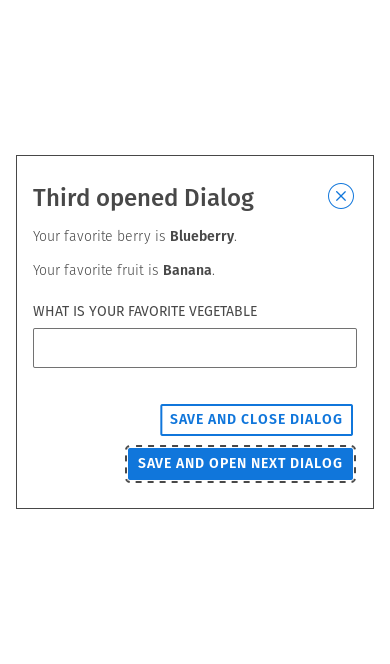 Third opened Dialog
Your favorite berry is Blueberry.
Your favorite fruit is Banana.
WHAT IS YOUR FAVORITE VEGETABLE
SAVE AND CLOSE DIALOG
SAVE AND OPEN NEXT DIALOG